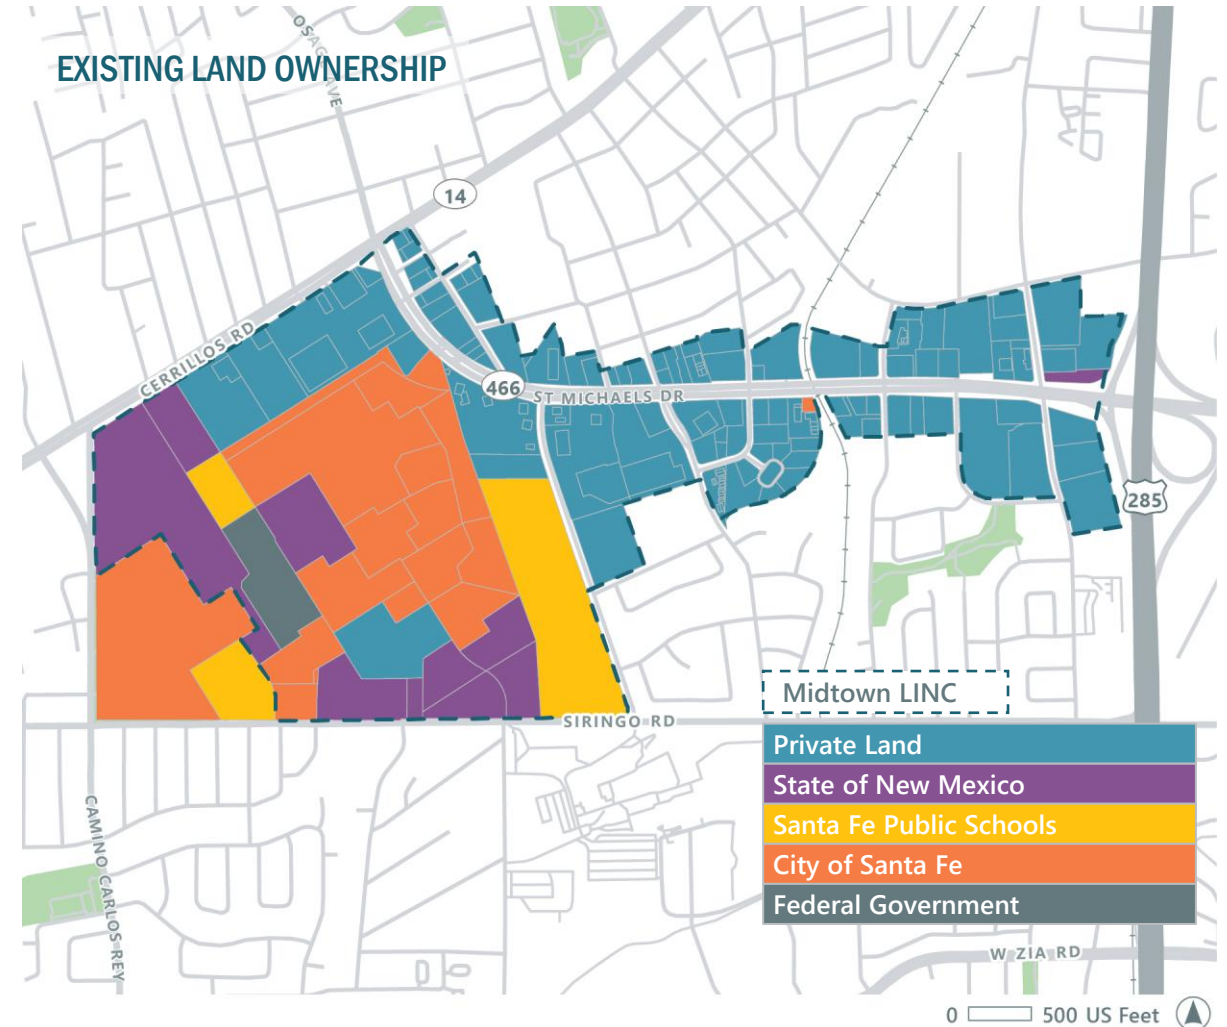 EXISTING LAND OWNERSHIP
OSAGE AVE
14
CERRILLOS RD
466
ST MICHAELS DR
285
Midtown LINC
SIRINGO RD
Private Land
State of New Mexico
Santa Fe Public Schools
City of Santa Fe
Federal Government
CAMINO CARLOS REY
W ZIA RD
0 500 US Feet